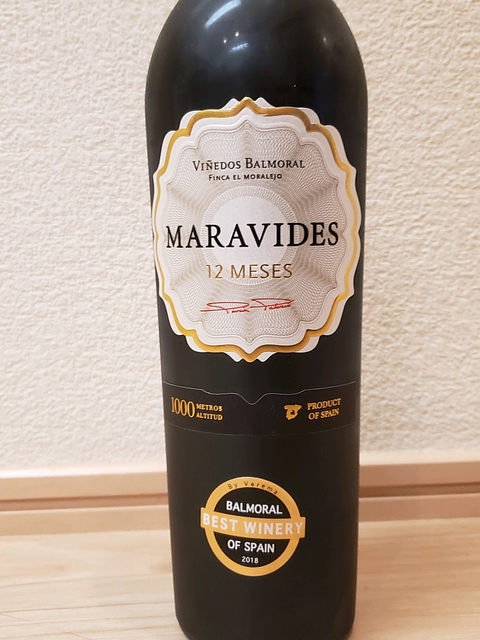 VIÑEDOS BALMORAL
FINCA EL MORALEJO
MARAVIDES
12 MESES
1000 METROS ALTITUD
PRODUCT OF SPAIN
By Verema
BALMORAL
BEST WINERY
OF SPAIN
2018